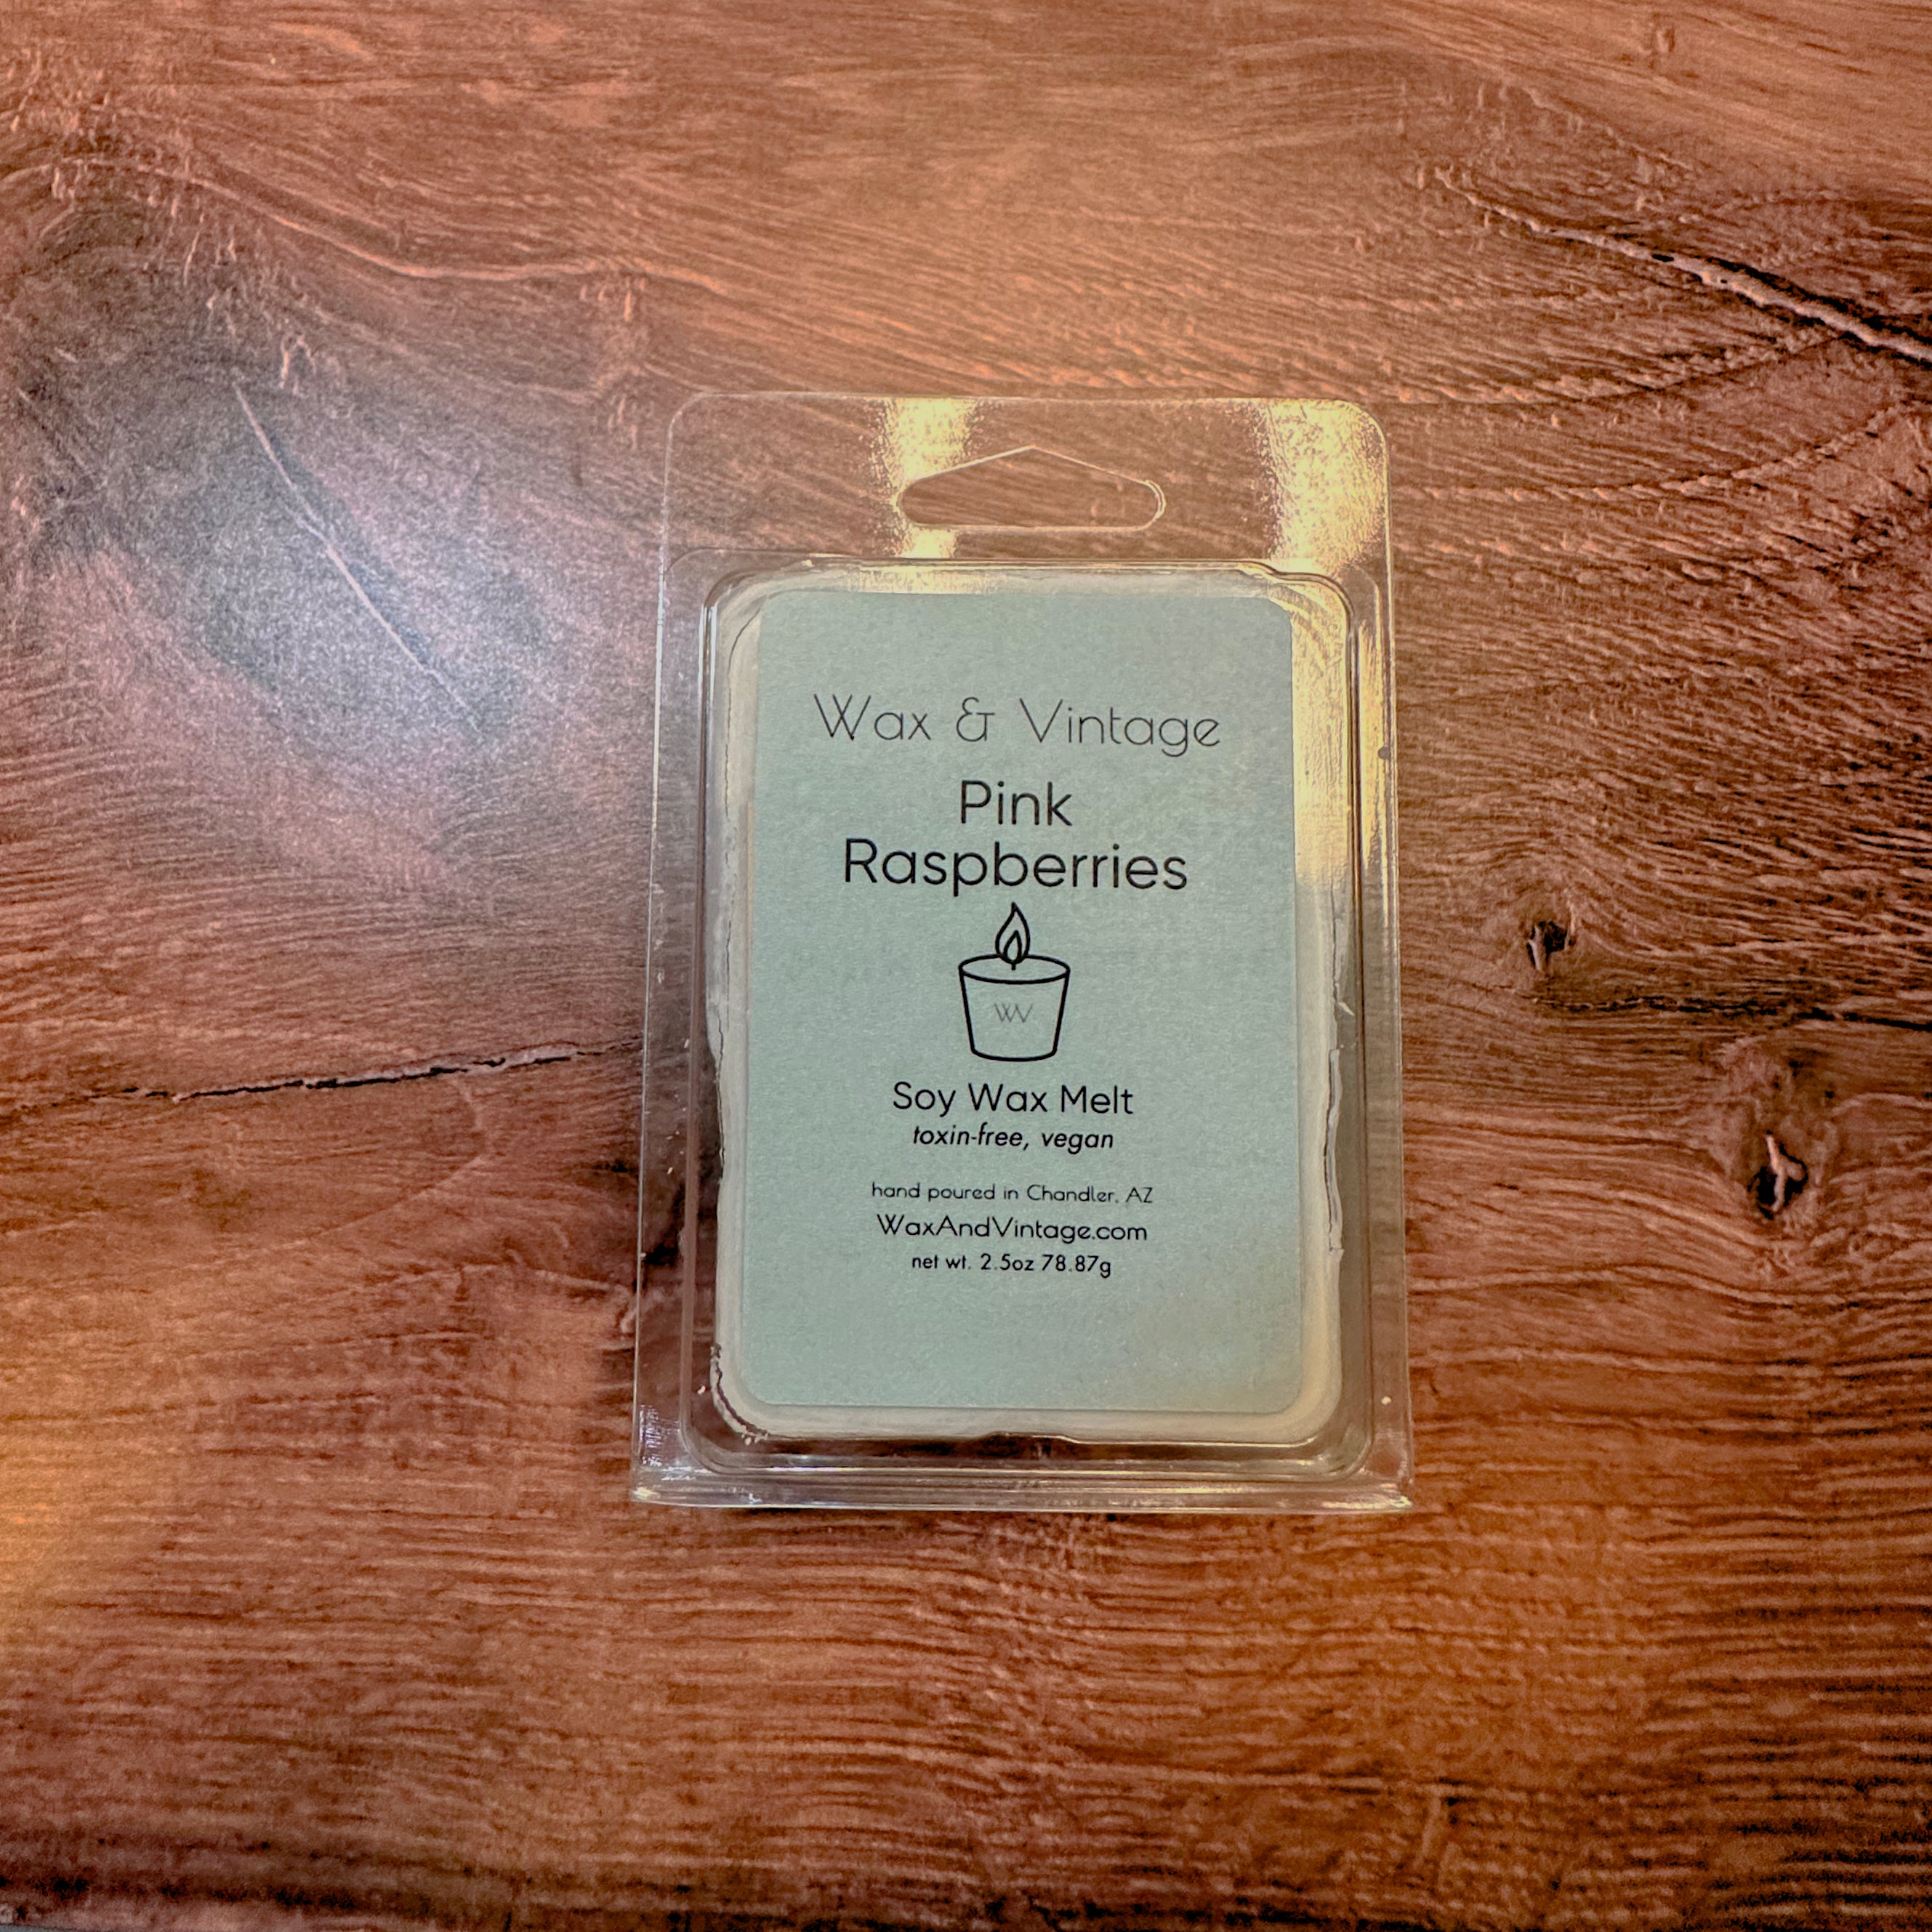 Wax & Vintage
Pink
Raspberries
WV
Soy Wax Melt
toxin-free, vegan
hand poured in Chandler, AZ
WaxAndVintage.com
net wt. 2.5oz 78.87g